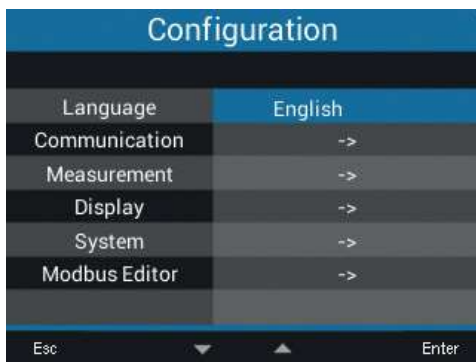 Configuration
Language English
Communication ->
Measurement ->
Display ->
System ->
Modbus Editor ->
Esc Enter